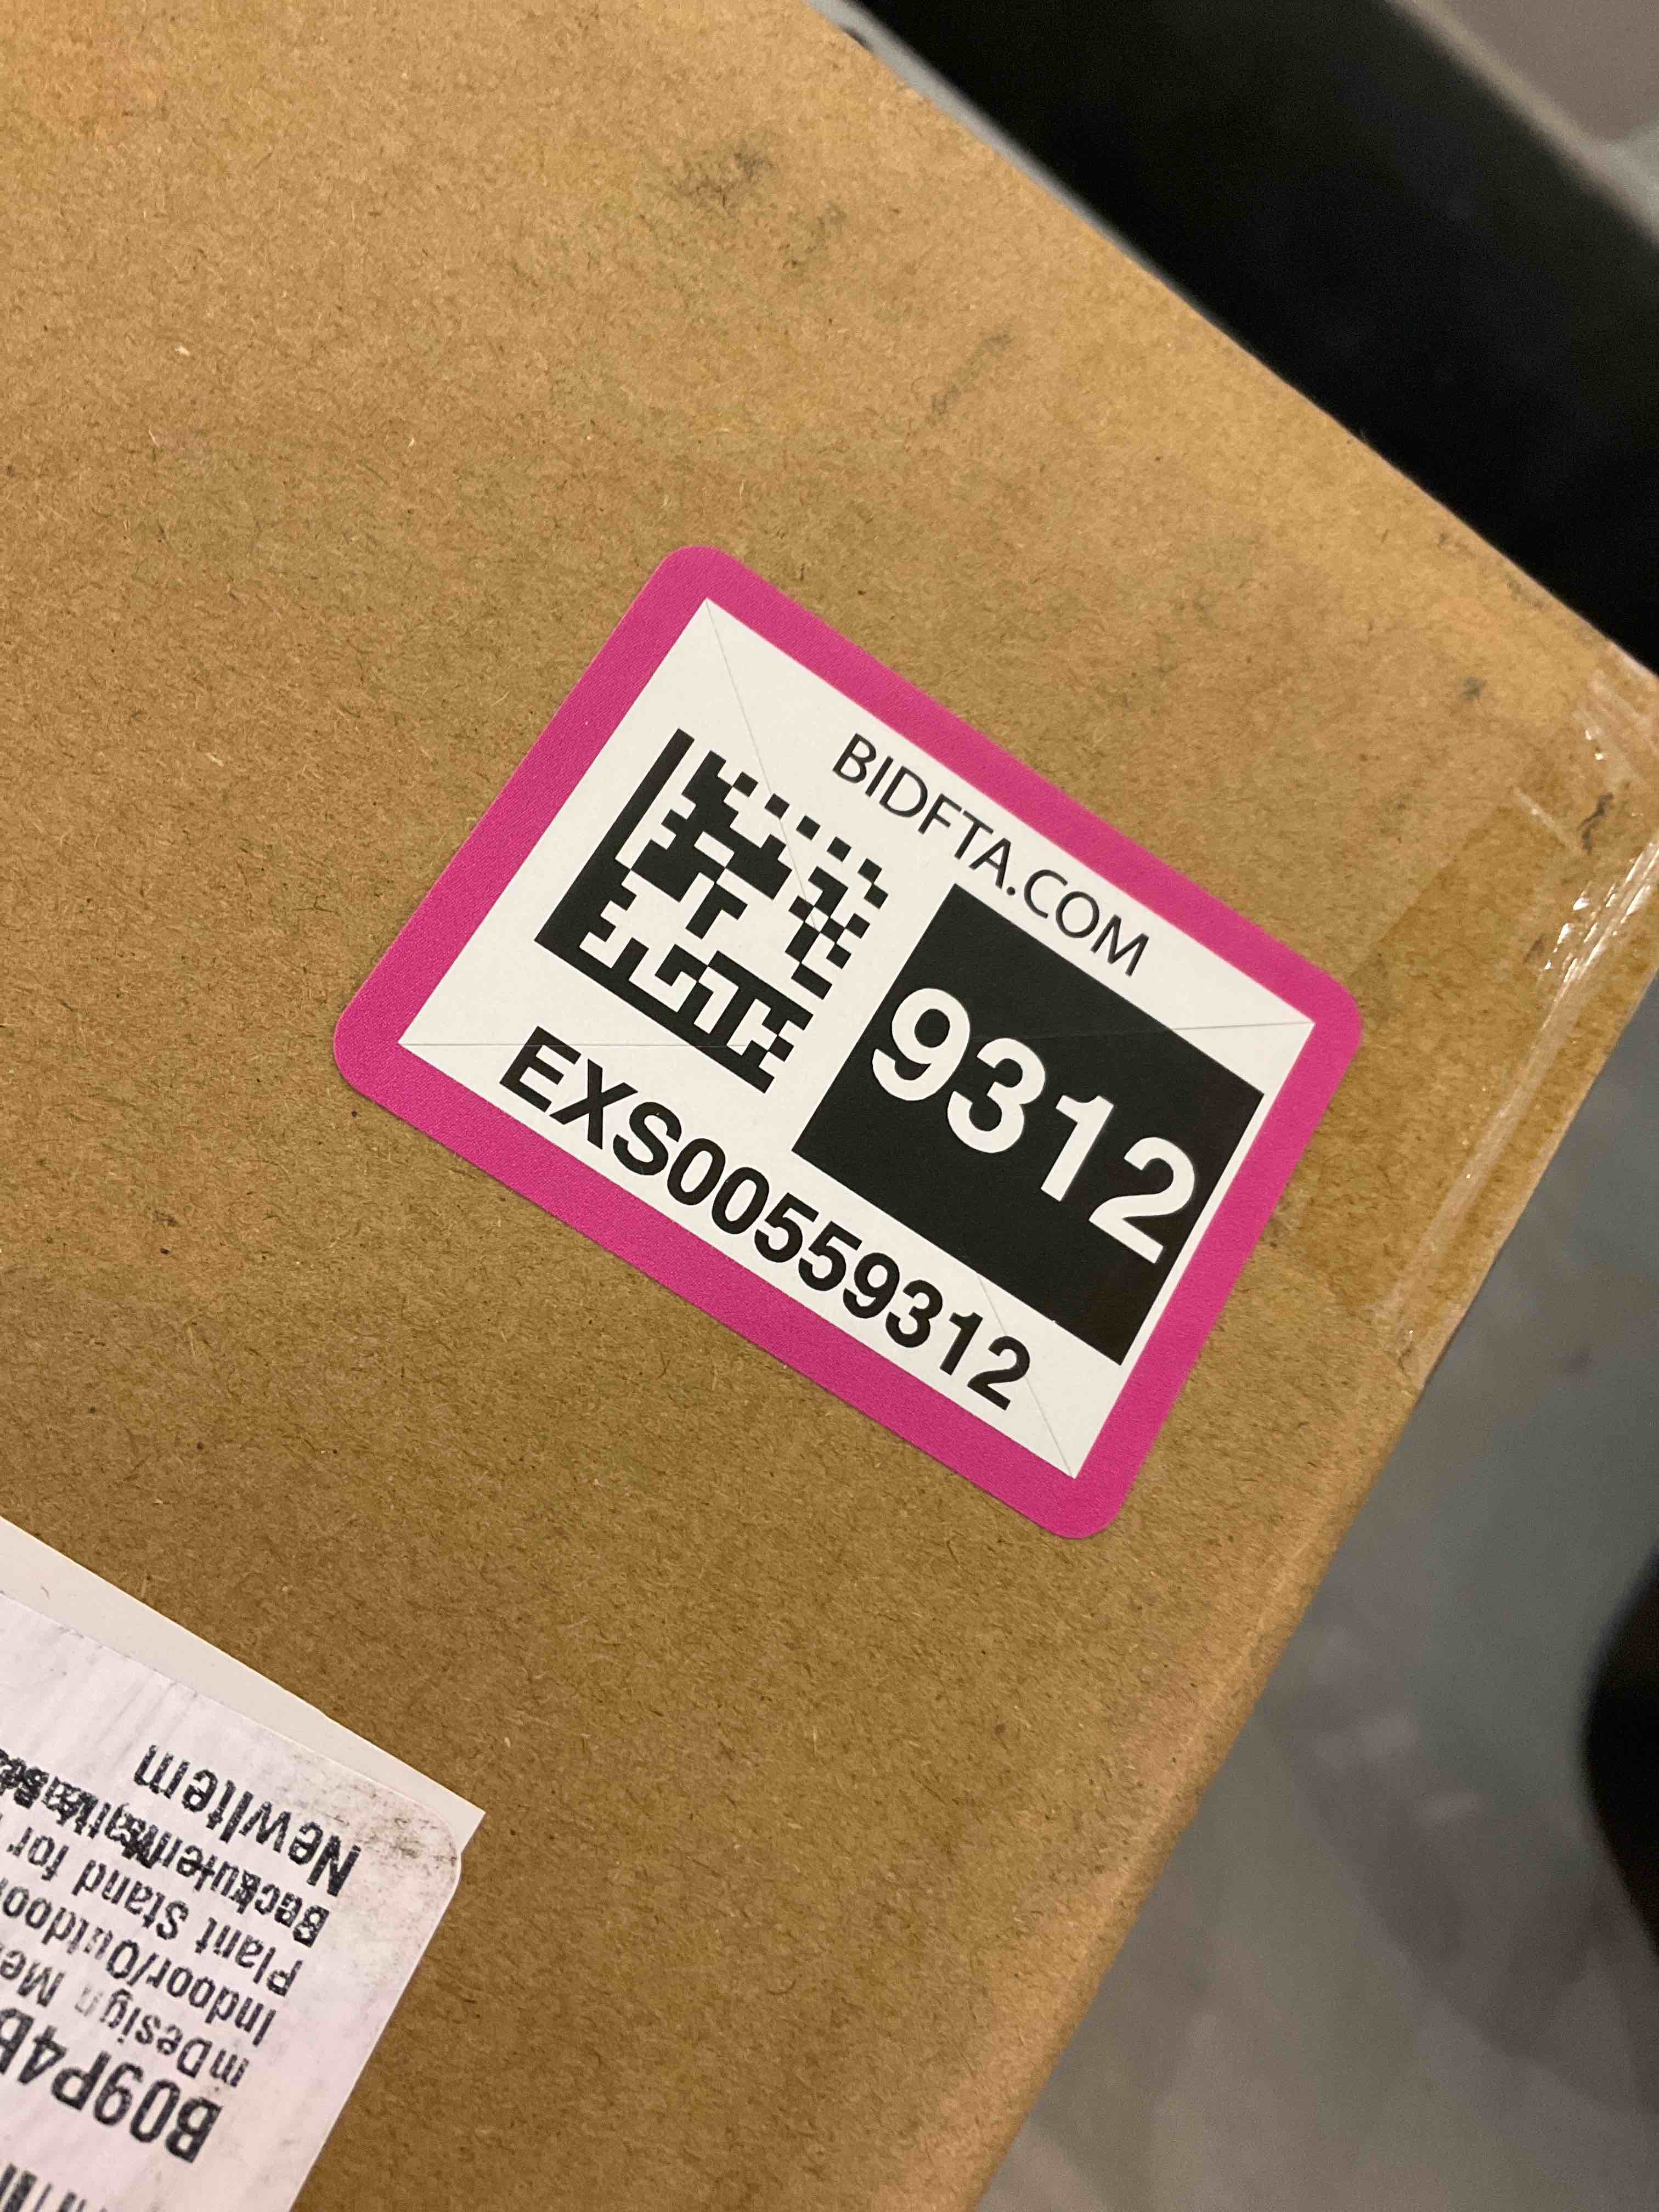 BIDFTA.COM
9312
EXS00559312
B09P4B
mDesign Me
Indoor/Outdoor
Plant Stand for
NewItem